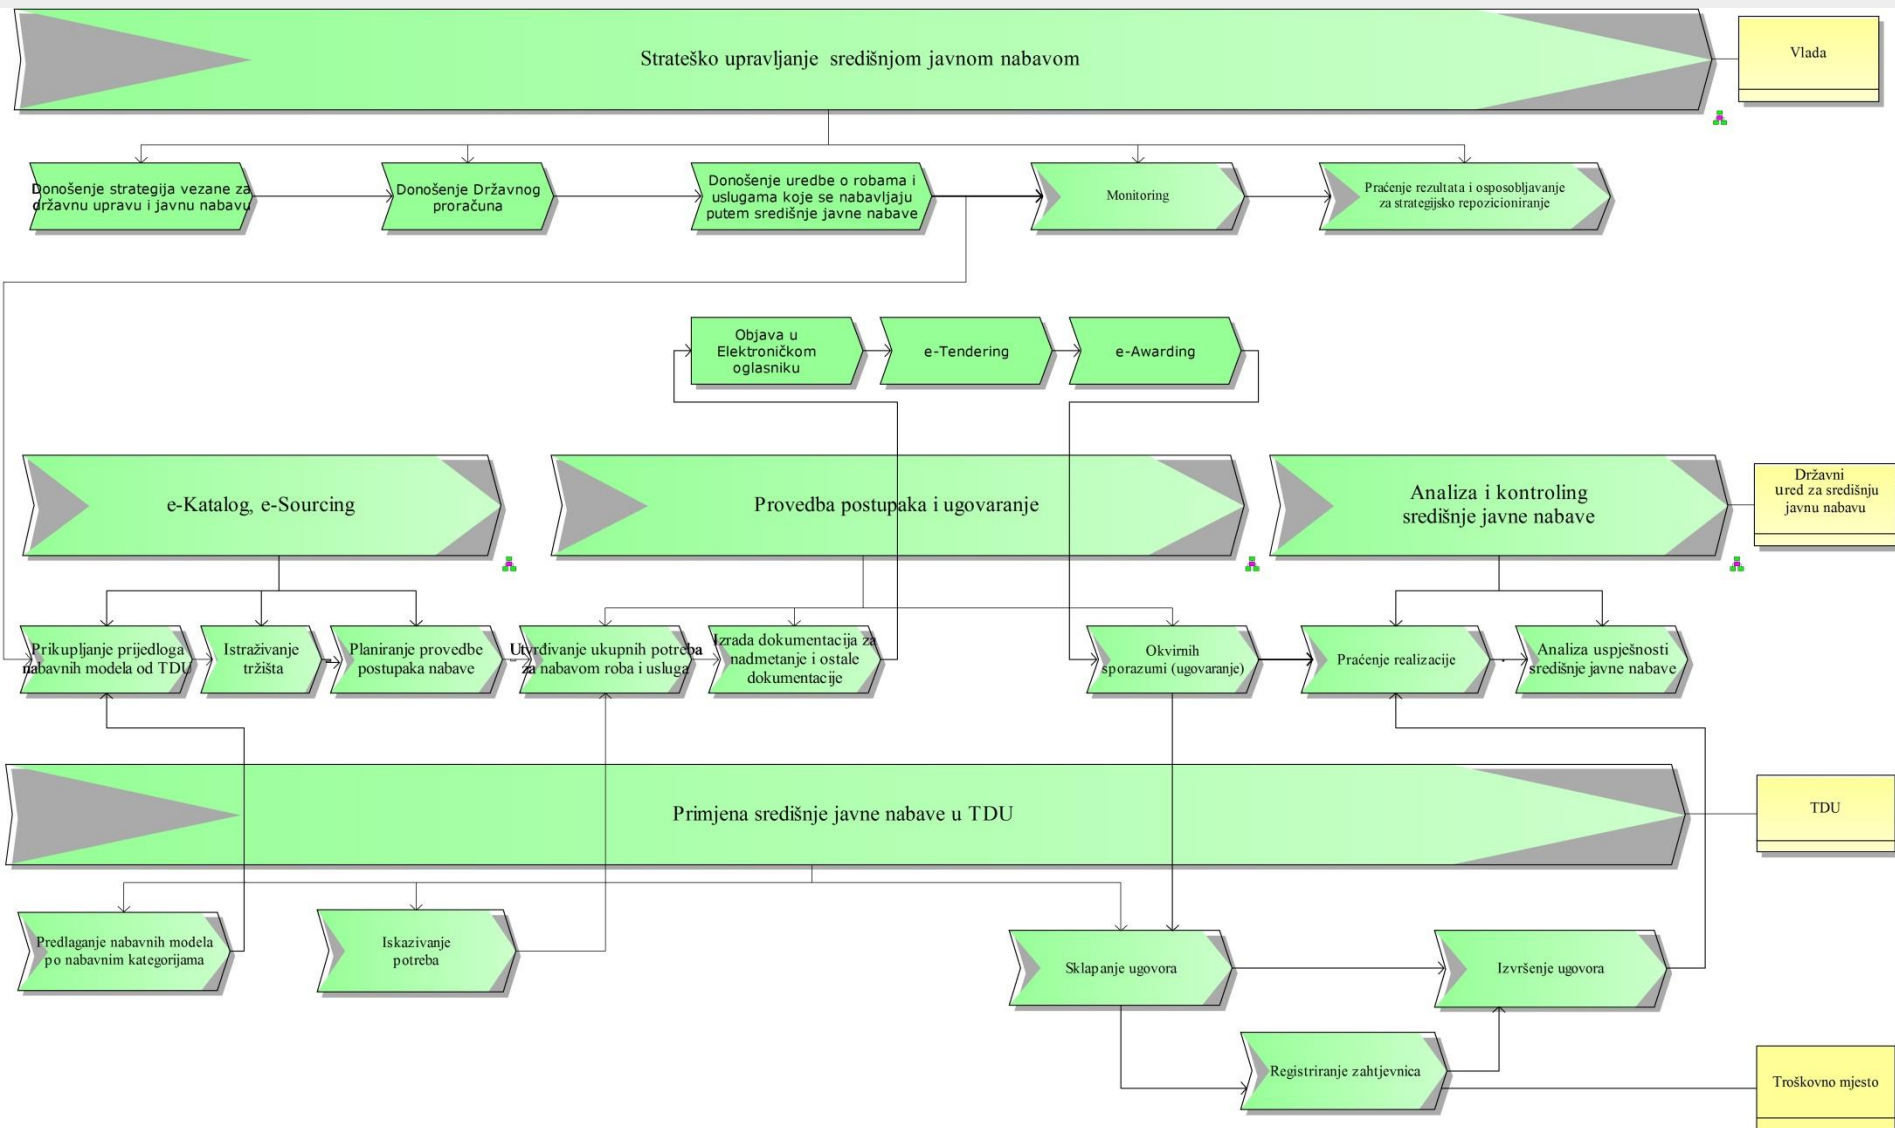 Strateško upravljanje središnjom javnom nabavom
Vlada
Donošenje strategija vezane za
državnu upravu i javnu nabavu
Donošenje Državnog
proračuna
Donošenje uredbe o robama i
uslugama koje se nabavljaju
putem središnje javne nabave
Monitoring
Praćenje rezultata i osposobljavanje
za strategijsko repozicioniranje
Objava u
Elektroničkom
oglasniku
e-Tendering
e-Awarding
e-Katalog, e-Sourcing
Provedba postupaka i ugovaranje
Analiza i kontroling
središnje javne nabave
Državni
ured za središnju
javnu nabavu
Prikupljanje prijedloga
nabavnih modela od TDU
Istraživanje
tržišta
Planiranje provedbe
postupaka nabave
Utvrđivanje ukupnih potreba
za nabavom roba i usluga
Izrada dokumentacija za
nadmetanje i ostale
dokumentacije
Okvirnih
sporazumi (ugovaranje)
Praćenje realizacije
Analiza uspješnosti
središnje javne nabave
Primjena središnje javne nabave u TDU
TDU
Predlaganje nabavnih modela
po nabavnim kategorijama
Iskazivanje
potreba
Sklapanje ugovora
Izvršenje ugovora
Registriranje zahtjevnica
Troškovno mjesto